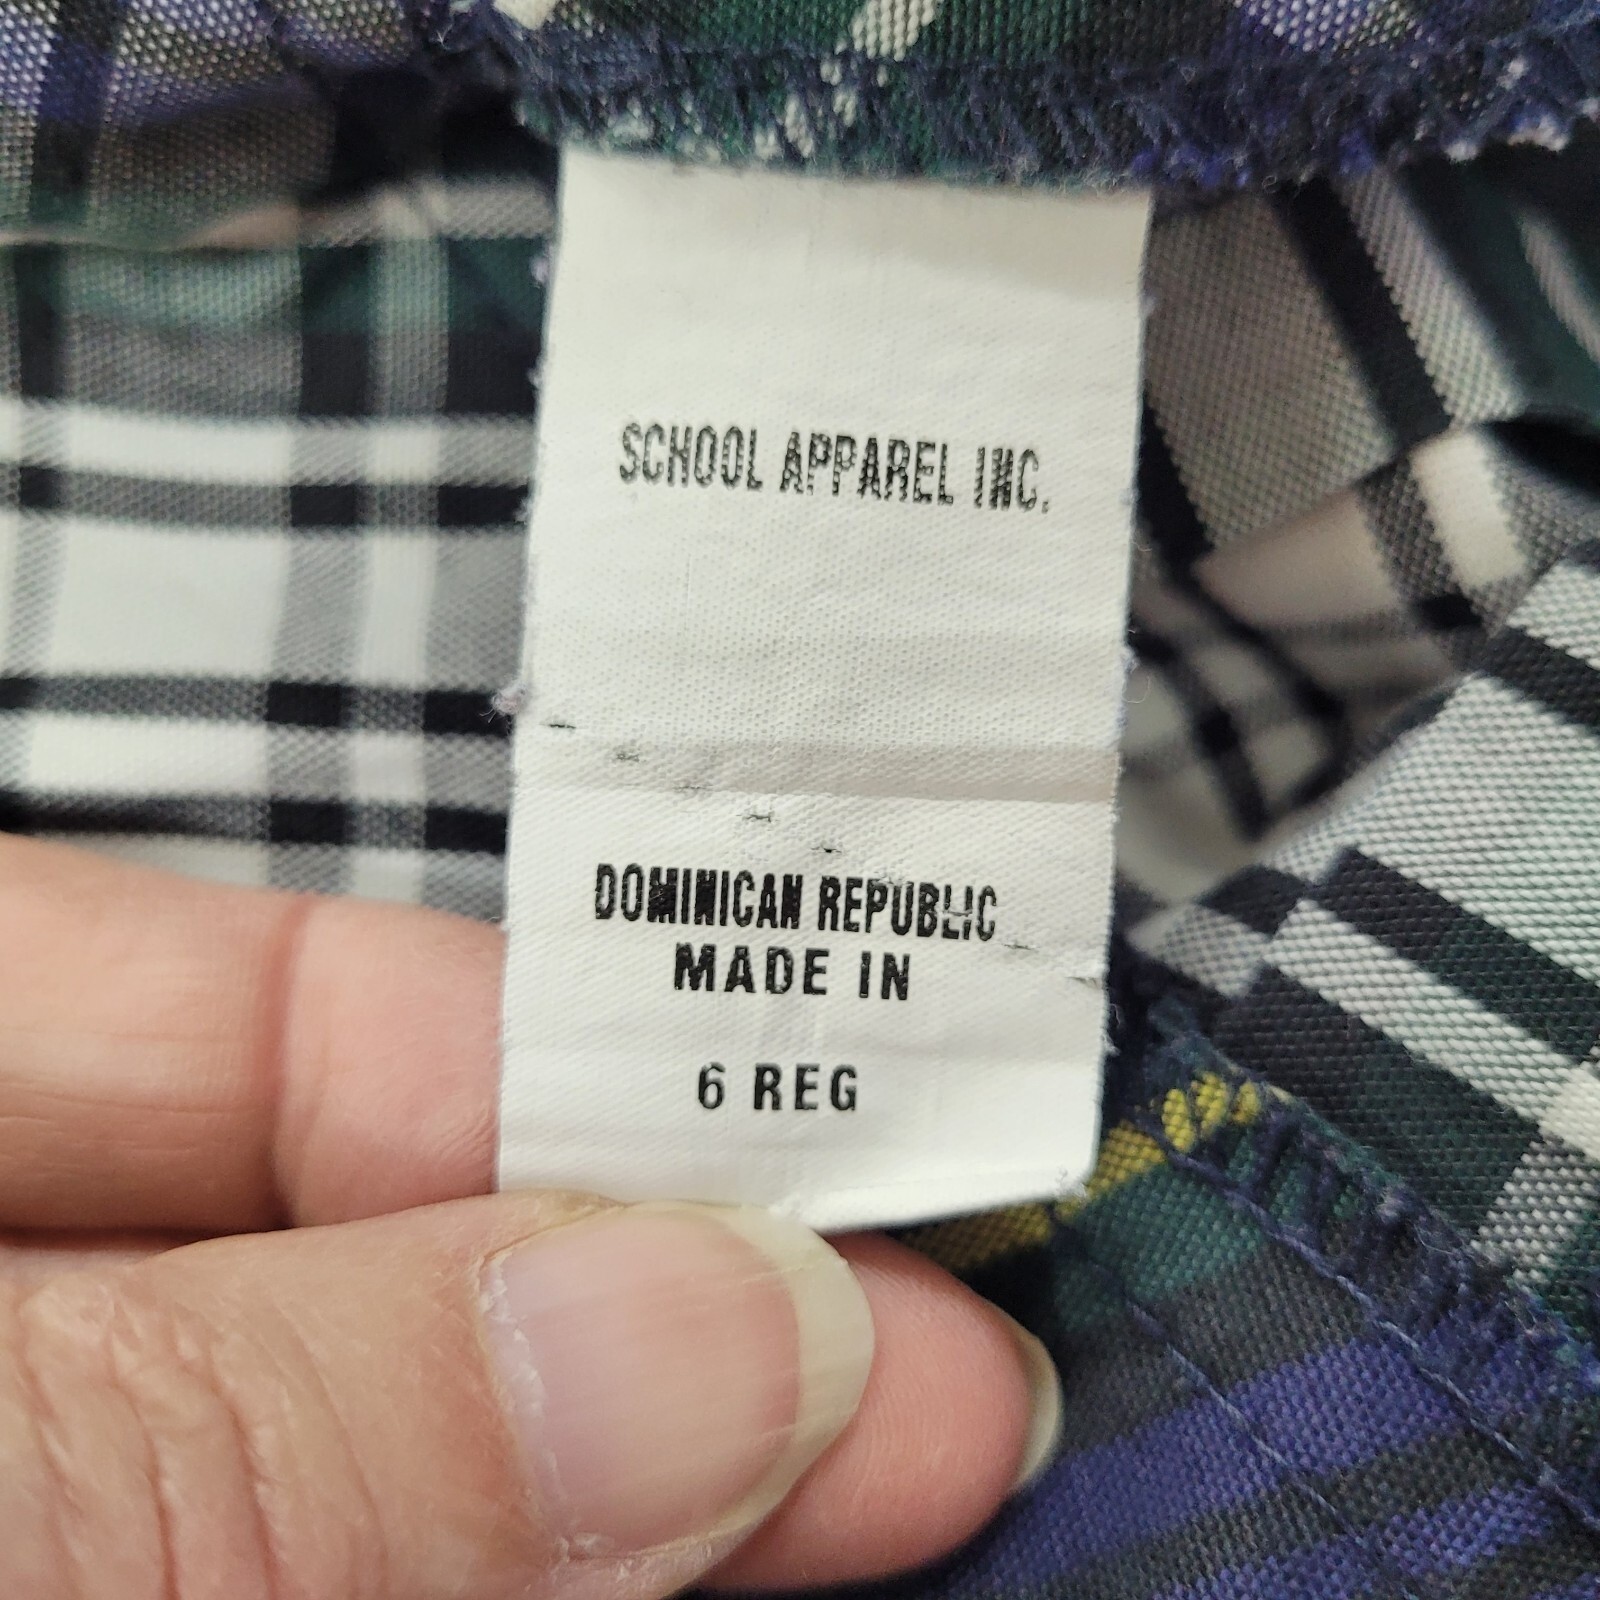 SCHOOL APPAREL INC.
DOMINICAN REPUBLIC
MADE IN
6 REG